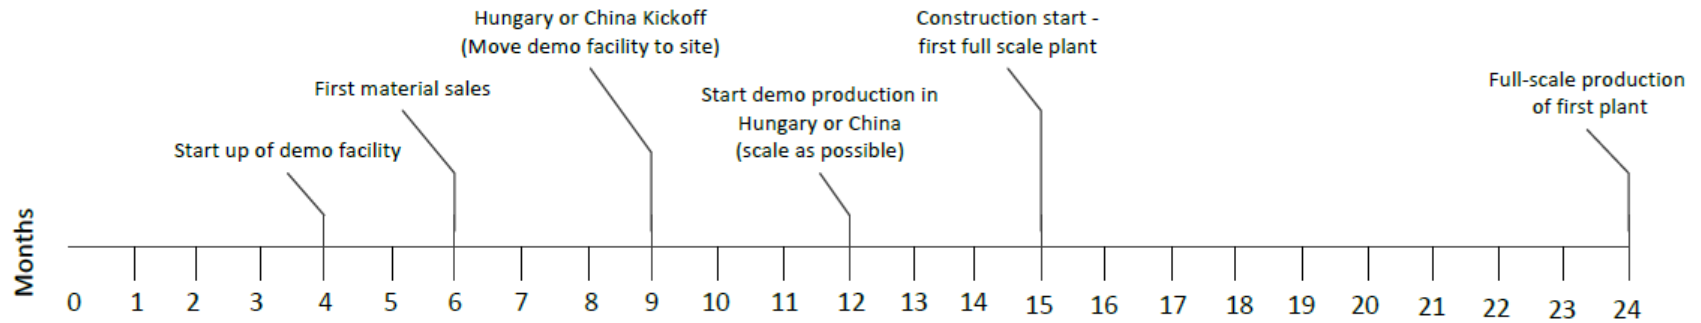 Hungary or China Kickoff
(Move demo facility to site)
Construction start -
first full scale plant
First material sales
Start demo production in
Hungary or China
(scale as possible)
Full-scale production
of first plant
Start up of demo facility
Months
0 1 2 3 4 5 6 7 8 9 10 11 12 13 14 15 16 17 18 19 20 21 22 23 24